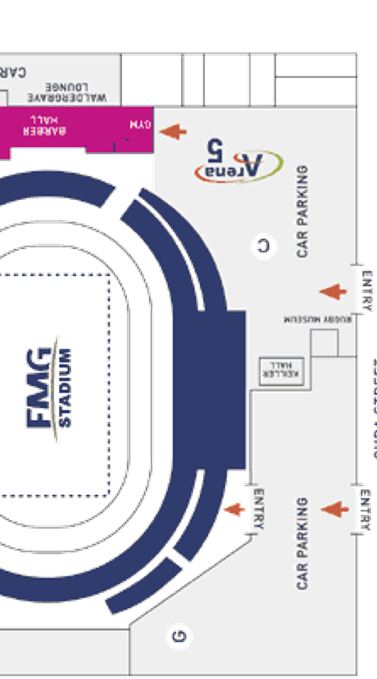 CAR
WALDERGRAVE
LOUNGE
BARBER
HALL
GYM
Arena
5
C
CAR PARKING
ENTRY
RUGBY MUSEUM
KEILLER
HALL
FMG
STADIUM
ENTRY
ENTRY
CAR PARKING
G